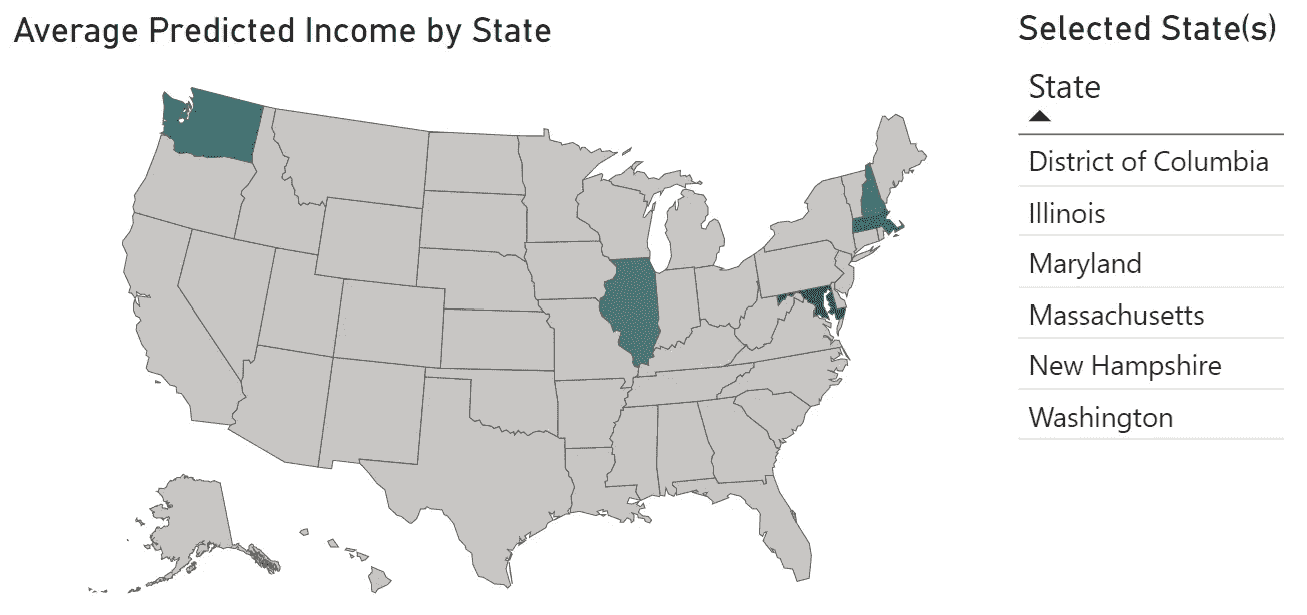 Average Predicted Income by State
Selected State(s)
State
District of Columbia
Illinois
Maryland
Massachusetts
New Hampshire
Washington